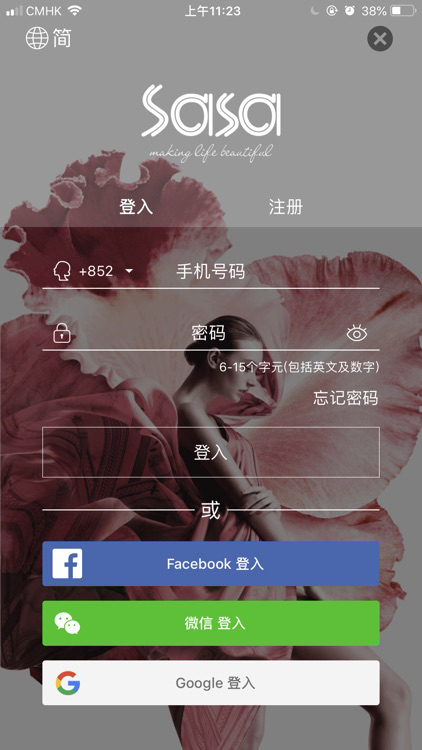 CMHK 上午11:23 38%
简
sasa
making life beautiful
登入 注册
+852 手机号码
密码
6-15个字元(包括英文及数字)
忘记密码
登入
或
Facebook 登入
微信 登入
Google 登入